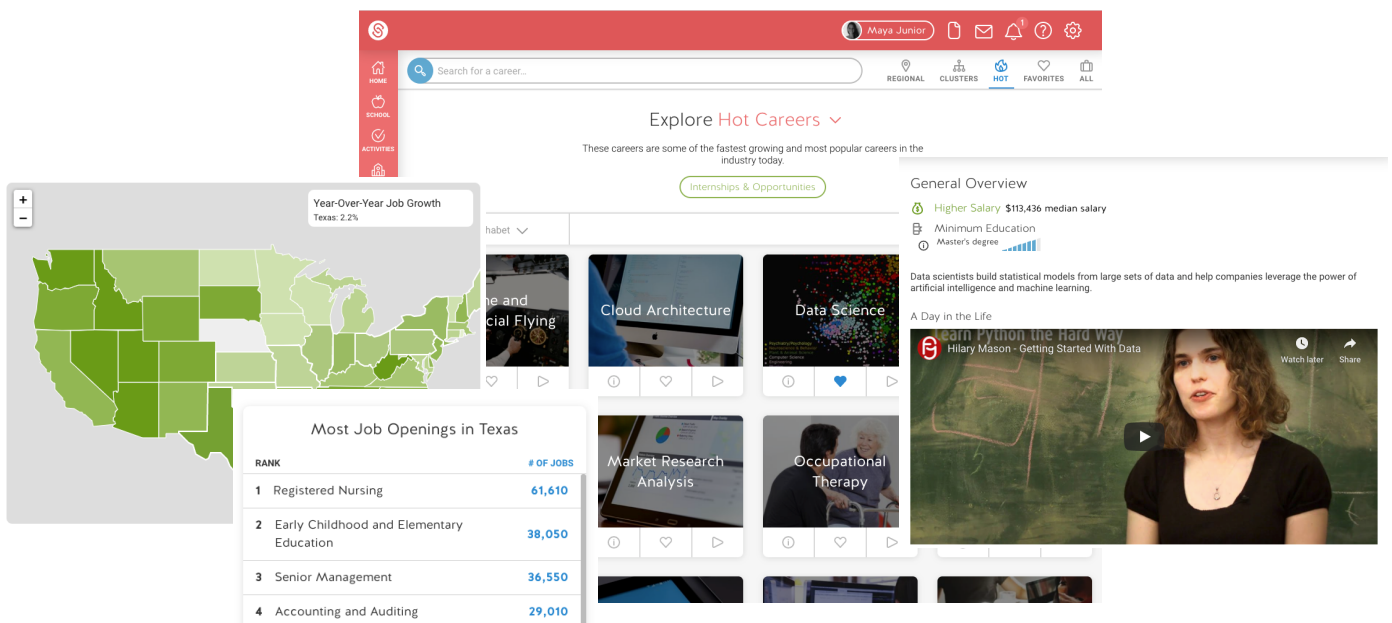 Maya Junior
1
HOME
SCHOOL
ACTIVITIES
Search for a career...
REGIONAL
CLUSTERS
HOT
FAVORITES
ALL
Explore Hot Careers
These careers are some of the fastest growing and most popular careers in the
industry today.
Internships & Opportunities
habet
ne and
cial Flying
Cloud Architecture
Data Science
Market Research
Analysis
Occupational
Therapy
+
−
Year-Over-Year Job Growth
Texas: 2.2%
Most Job Openings in Texas
RANK # OF JOBS
1 Registered Nursing 61,610
2 Early Childhood and Elementary
Education 38,050
3 Senior Management 36,550
4 Accounting and Auditing 29,010
General Overview
Higher Salary $113,436 median salary
Minimum Education
Master's degree
Data scientists build statistical models from large sets of data and help companies leverage the power of
artificial intelligence and machine learning.
A Day in the Life
Learn Python the Hard Way
Hilary Mason - Getting Started With Data
Watch later
Share